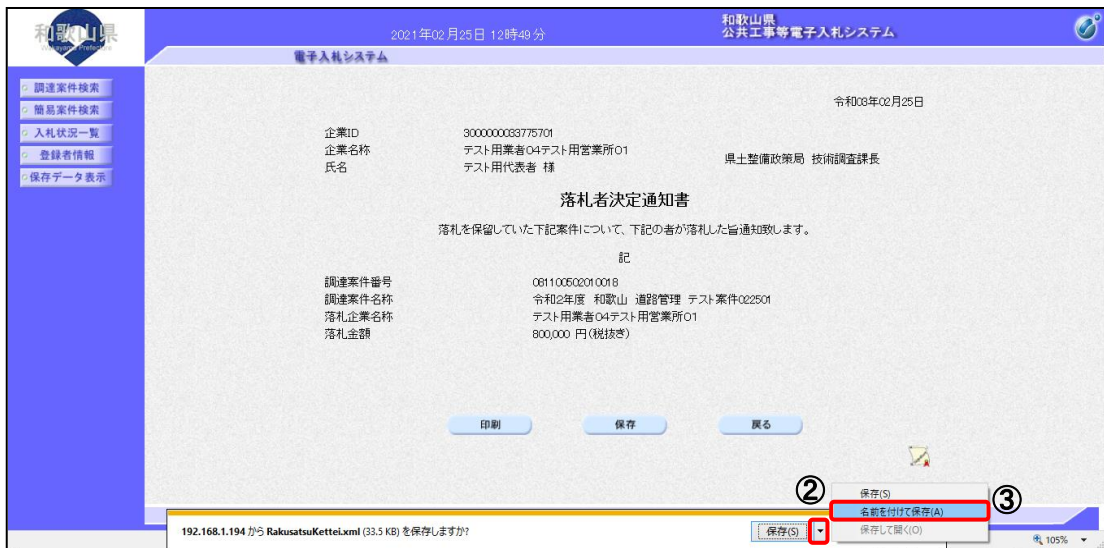 和歌山県
Wakayama Prefecture
2021年02月25日 12時49分
和歌山県
公共工事等電子入札システム
電子入札システム
調達案件検索
簡易案件検索
入札状況一覧
登録者情報
保存データ表示
令和03年02月25日
企業ID 3000000033775701
企業名称 テスト用業者04テスト用営業所01
氏名 テスト用代表者 様
県土整備政策局 技術調査課長
落札者決定通知書
落札を保留していた下記案件について、下記の者が落札した旨通知致します。
記
調達案件番号 081100502010018
調達案件名称 令和2年度 和歌山 道路管理 テスト案件022501
落札企業名称 テスト用業者04テスト用営業所01
落札金額 800,000 円(税抜き)
印刷 保存 戻る
② 保存(S)
名前を付けて保存(A) ③
保存して開く(O)
192.168.1.194 から RakusatsuKettei.xml (33.5 KB) を保存しますか?
保存(S)
105%